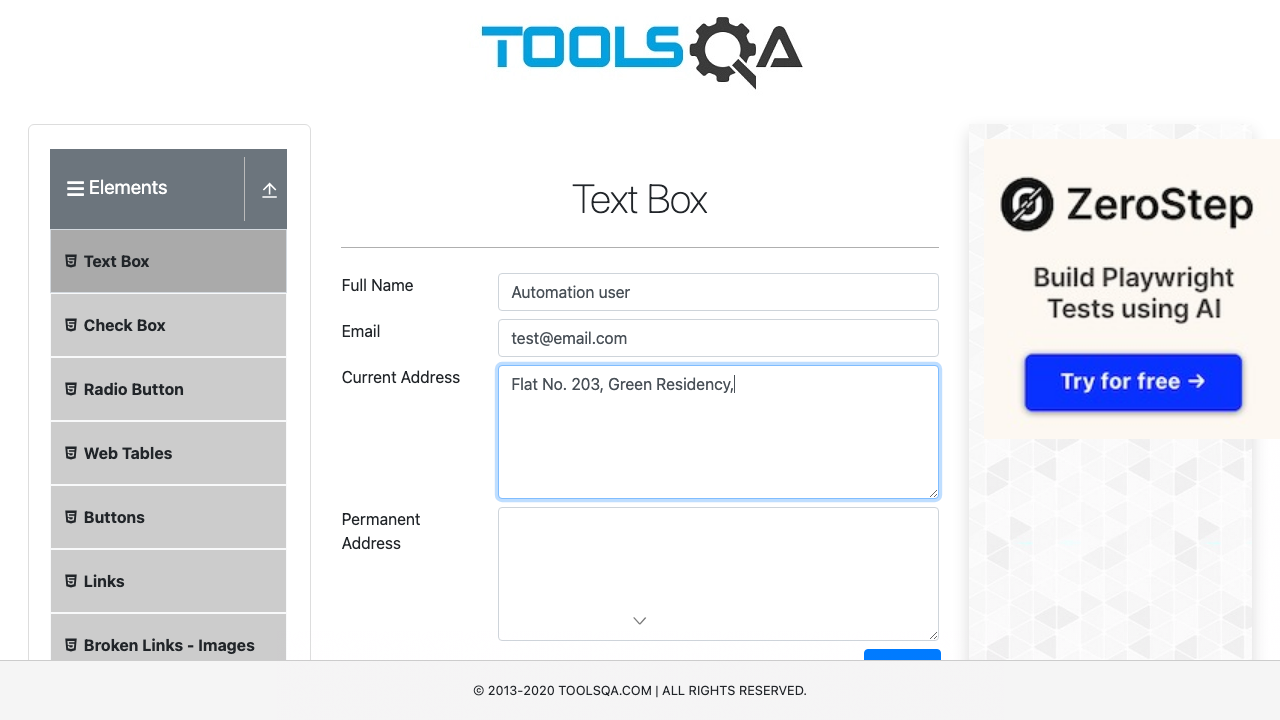 TOOLSQA
Elements
Text Box
Check Box
Radio Button
Web Tables
Buttons
Links
Broken Links - Images
Text Box
Full Name
Automation user
Email
test@email.com
Current Address
Flat No. 203, Green Residency,
Permanent
Address
ZeroStep
Build Playwright
Tests using AI
Try for free →
© 2013-2020 TOOLSQA.COM | ALL RIGHTS RESERVED.